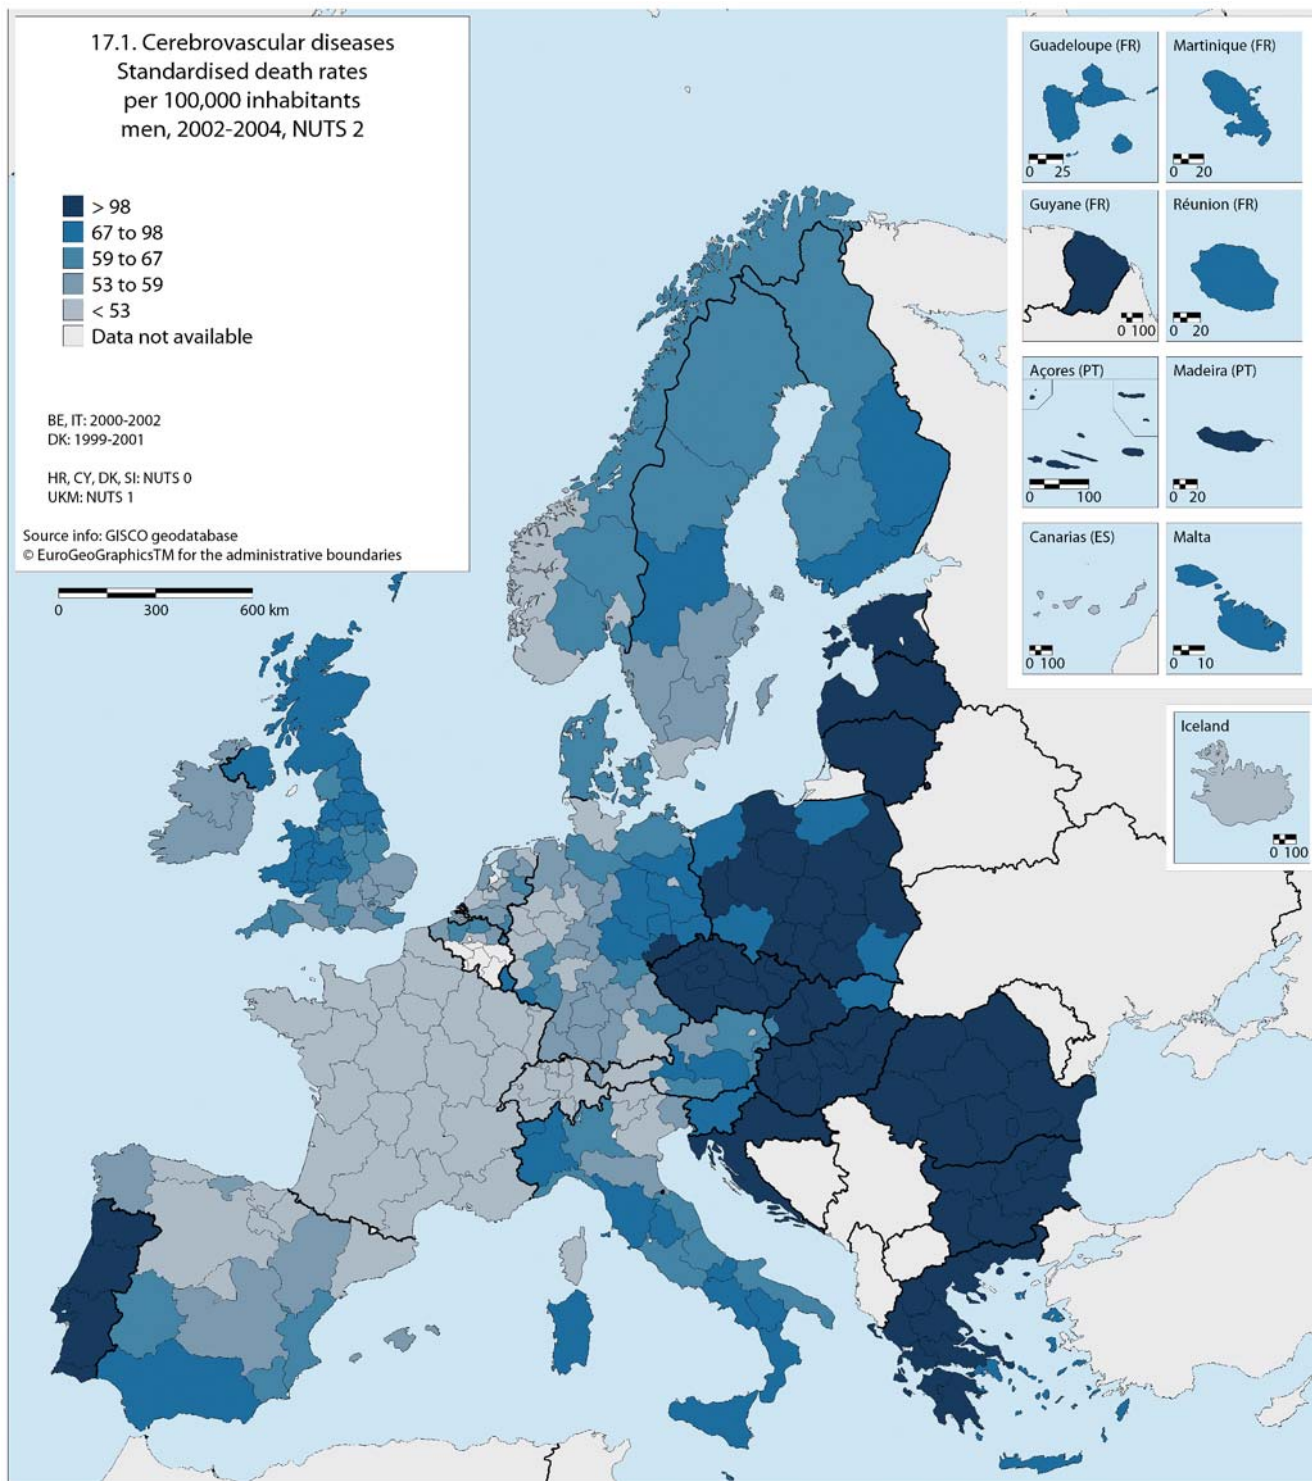 17.1. Cerebrovascular diseases
Standardised death rates
per 100,000 inhabitants
men, 2002-2004, NUTS 2
> 98
67 to 98
59 to 67
53 to 59
< 53
Data not available
BE, IT: 2000-2002
DK: 1999-2001
HR, CY, DK, SI: NUTS 0
UKM: NUTS 1
Source info: GISCO geodatabase
© EuroGeoGraphicsTM for the administrative boundaries
0 300 600 km
Guadeloupe (FR)
0 25
Martinique (FR)
0 20
Guyane (FR)
0 100
Réunion (FR)
0 20
Açores (PT)
0 100
Madeira (PT)
0 20
Canarias (ES)
0 100
Malta
0 10
Iceland
0 100